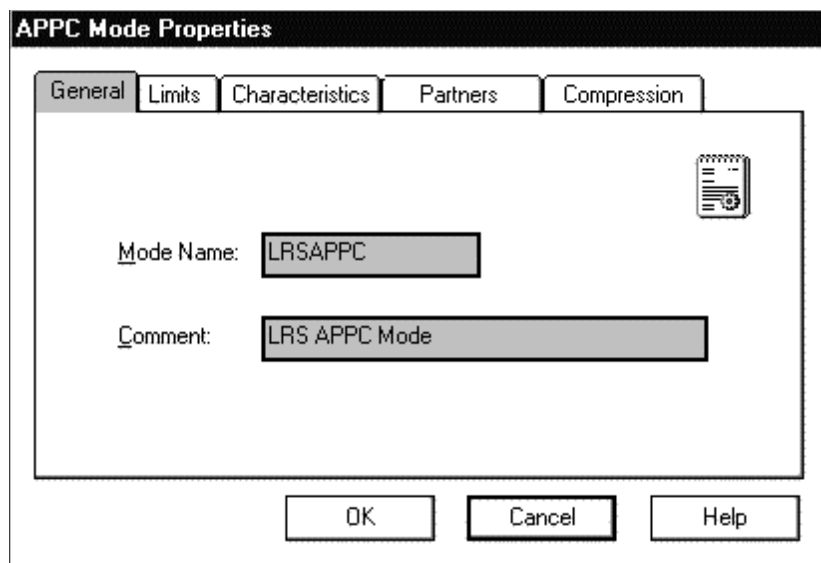 APPC Mode Properties
General Limits Characteristics Partners Compression
Mode Name: LRSAPPC
Comment: LRS APPC Mode
OK Cancel Help